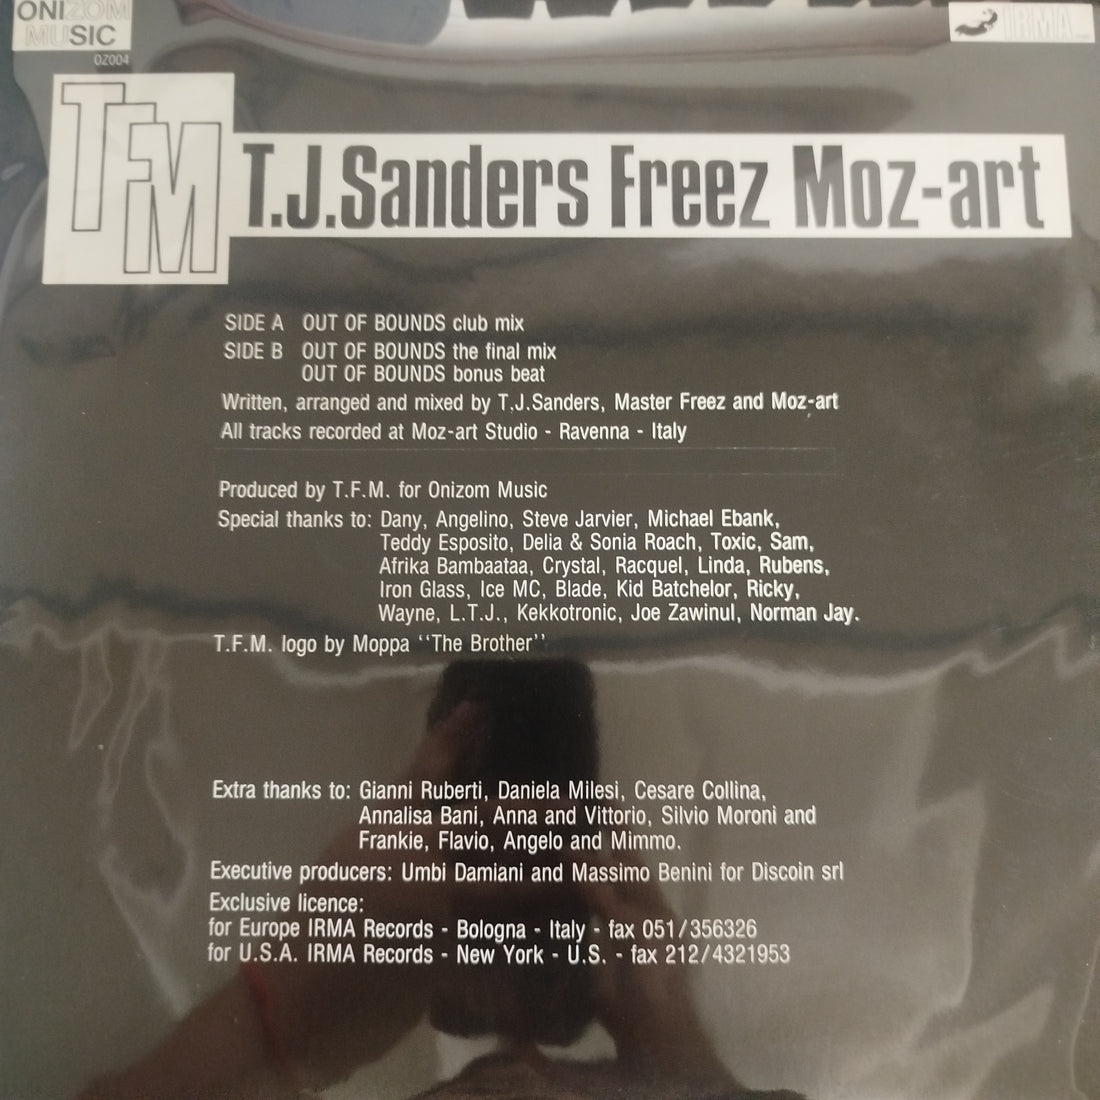 ONIZOM
MUSIC
OZ004
IRMA
TFM
T.J.Sanders Freez Moz-art
SIDE A OUT OF BOUNDS club mix
SIDE B OUT OF BOUNDS the final mix
OUT OF BOUNDS bonus beat
Written, arranged and mixed by T.J.Sanders, Master Freez and Moz-art
All tracks recorded at Moz-art Studio - Ravenna - Italy
Produced by T.F.M. for Onizom Music
Special thanks to: Dany, Angelino, Steve Jarvier, Michael Ebank,
Teddy Esposito, Delia & Sonia Roach, Toxic, Sam,
Afrika Bambaataa, Crystal, Racquel, Linda, Rubens,
Iron Glass, Ice MC, Blade, Kid Batchelor, Ricky,
Wayne, L.T.J., Kekkotronic, Joe Zawinul, Norman Jay.
T.F.M. logo by Moppa ‘‘The Brother’’
Extra thanks to: Gianni Ruberti, Daniela Milesi, Cesare Collina,
Annalisa Bani, Anna and Vittorio, Silvio Moroni and
Frankie, Flavio, Angelo and Mimmo.
Executive producers: Umbi Damiani and Massimo Benini for Discoin srl
Exclusive licence:
for Europe IRMA Records - Bologna - Italy - fax 051/356326
for U.S.A. IRMA Records - New York - U.S. - fax 212/4321953